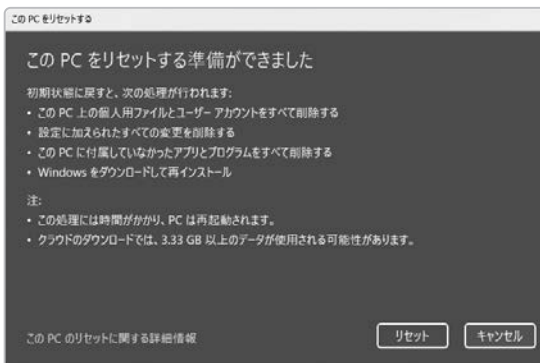 この PC をリセットする
この PC をリセットする準備ができました
初期状態に戻すと、次の処理が行われます:
• この PC 上の個人用ファイルとユーザー アカウントをすべて削除する
• 設定に加えられたすべての変更を削除する
• この PC に付属していなかったアプリとプログラムをすべて削除する
• Windows をダウンロードして再インストール
注:
• この処理には時間がかかり、PC は再起動されます。
• クラウドのダウンロードでは、3.33 GB 以上のデータが使用される可能性があります。
この PC のリセットに関する詳細情報
リセット
キャンセル